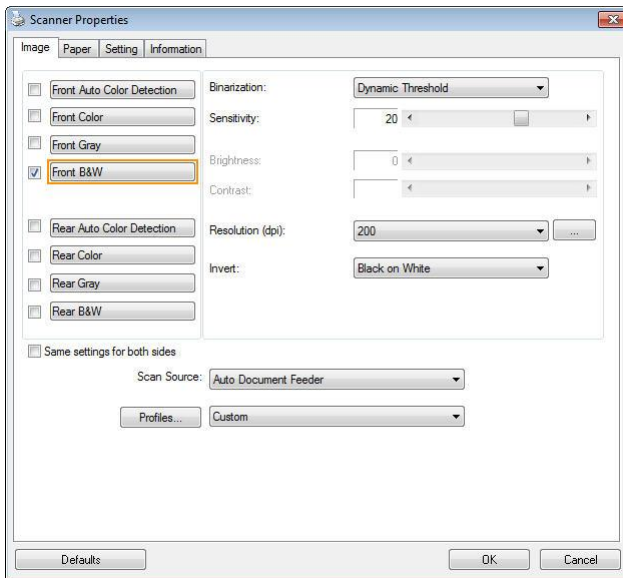 Scanner Properties
Image Paper Setting Information
Front Auto Color Detection
Front Color
Front Gray
Front B&W
Rear Auto Color Detection
Rear Color
Rear Gray
Rear B&W
Binarization: Dynamic Threshold
Sensitivity: 20
Brightness: 0
Contrast:
Resolution (dpi): 200 ...
Invert: Black on White
Same settings for both sides
Scan Source: Auto Document Feeder
Profiles... Custom
Defaults OK Cancel